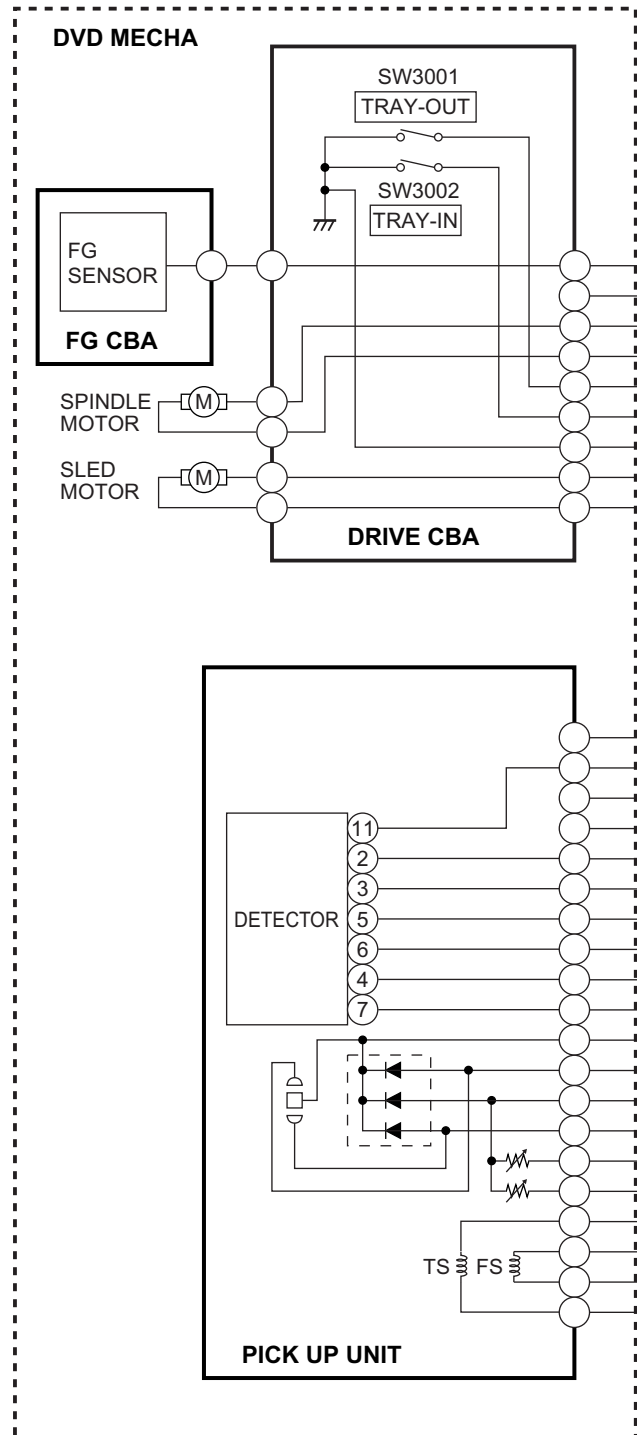 DVD MECHA
SW3001
TRAY-OUT
SW3002
TRAY-IN
FG
SENSOR
FG CBA
SPINDLE
MOTOR
M
SLED
MOTOR
M
DRIVE CBA
DETECTOR
11
2
3
5
6
4
7
TS
FS
PICK UP UNIT